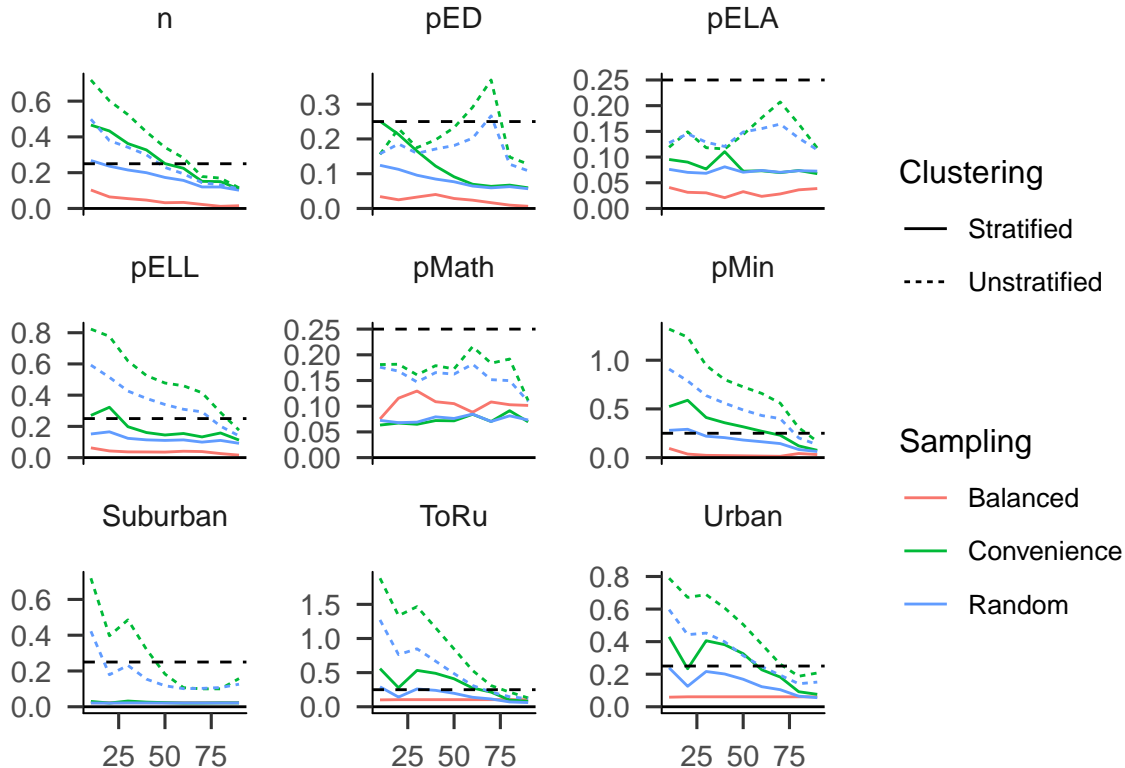 n
pED
pELA
0.6
0.4
0.2
0.0
0.3
0.2
0.1
0.0
0.25
0.20
0.15
0.10
0.05
0.00
pELL
pMath
pMin
0.8
0.6
0.4
0.2
0.0
0.25
0.20
0.15
0.10
0.05
0.00
1.0
0.5
0.0
Suburban
ToRu
Urban
0.6
0.4
0.2
0.0
1.5
1.0
0.5
0.0
0.8
0.6
0.4
0.2
0.0
25 50 75
25 50 75
25 50 75
Clustering
Stratified
Unstratified
Sampling
Balanced
Convenience
Random